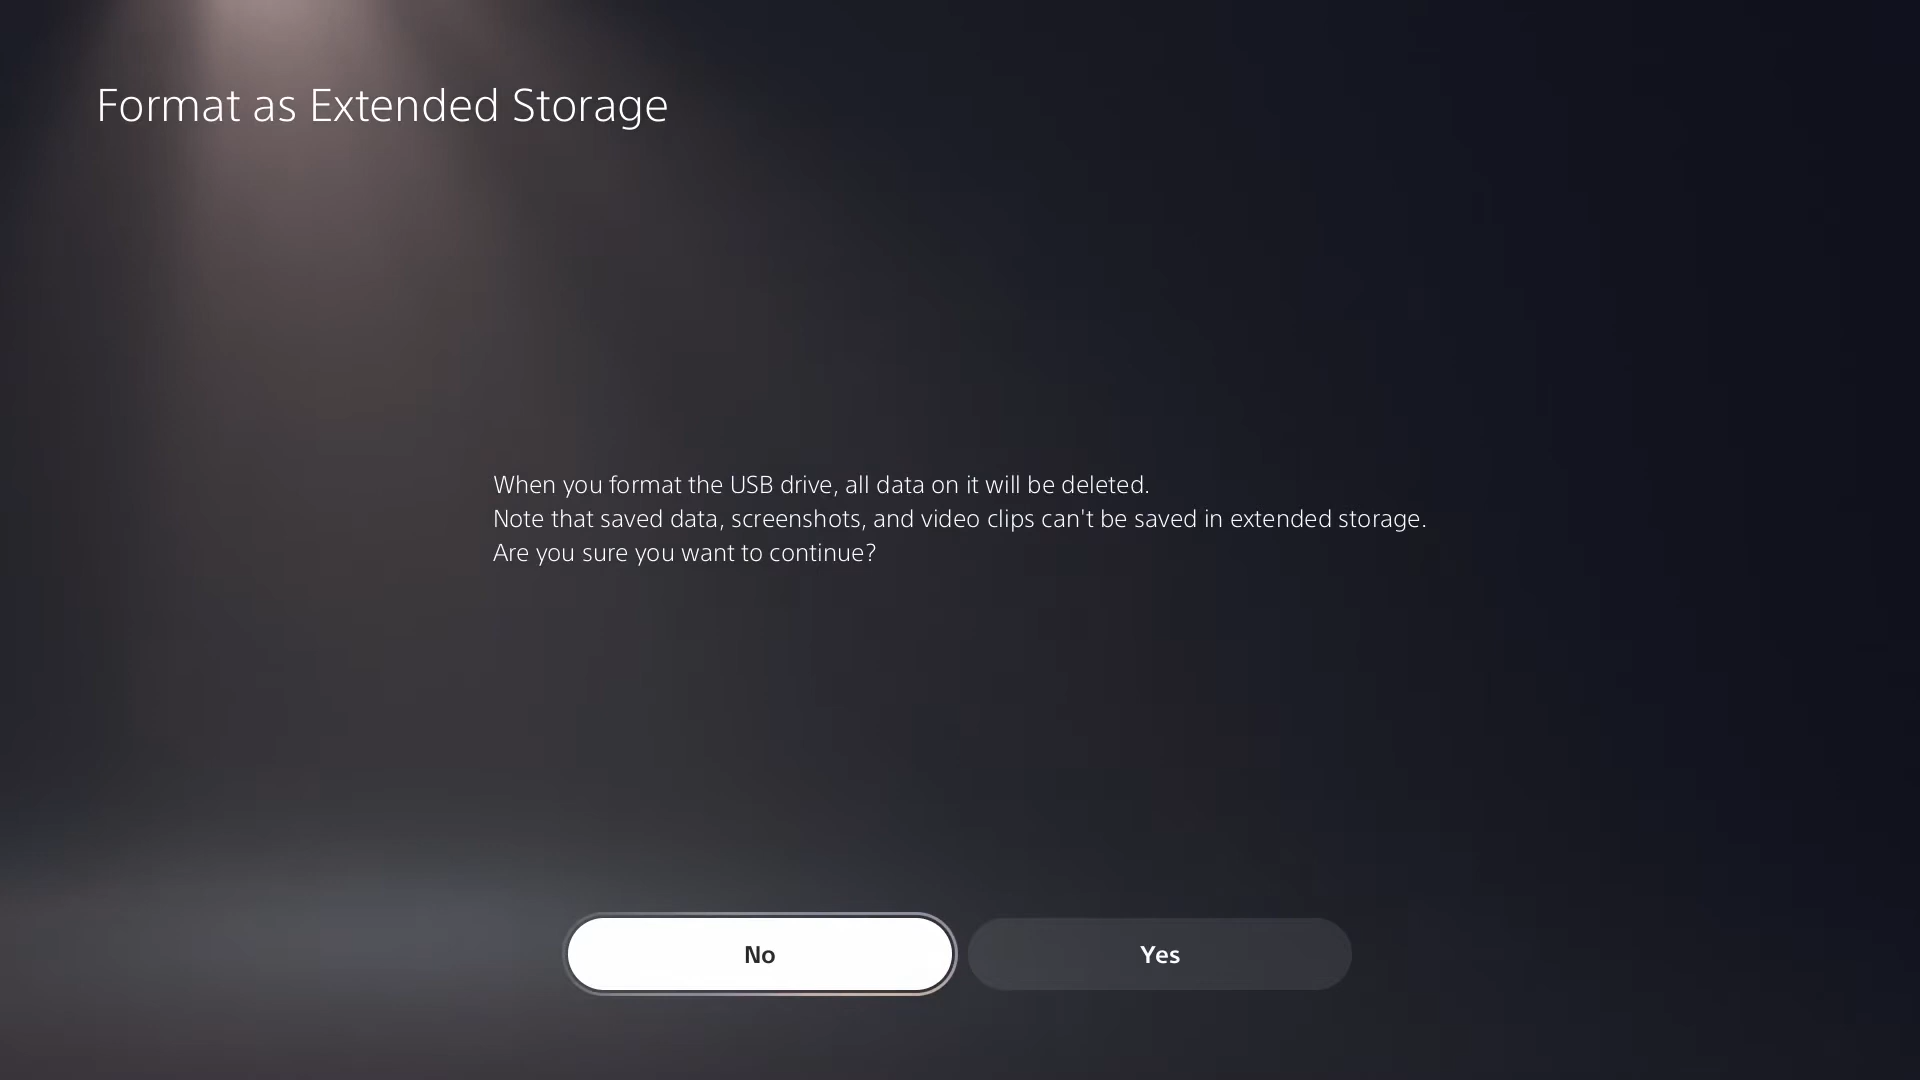 Format as Extended Storage
When you format the USB drive, all data on it will be deleted.
Note that saved data, screenshots, and video clips can't be saved in extended storage.
Are you sure you want to continue?
No
Yes